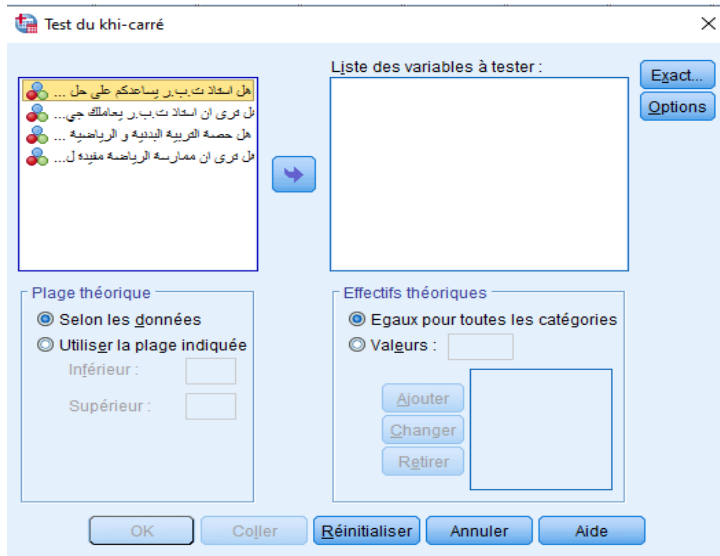 Test du khi-carré
هل استاذ ت.ب.ر يساعدكم على حل ...
هل ترى ان استاذ ت.ب.ر يعاملك جي...
هل حصة التربية البدنية و الرياضية ...
هل ترى ان ممارسة الرياضة مفيدة ل...
Liste des variables à tester :
Exact...
Options
Plage théorique
Selon les données
Utiliser la plage indiquée
Inférieur :
Supérieur :
Effectifs théoriques
Egaux pour toutes les catégories
Valeurs :
Ajouter
Changer
Retirer
OK
Coller
Réinitialiser
Annuler
Aide